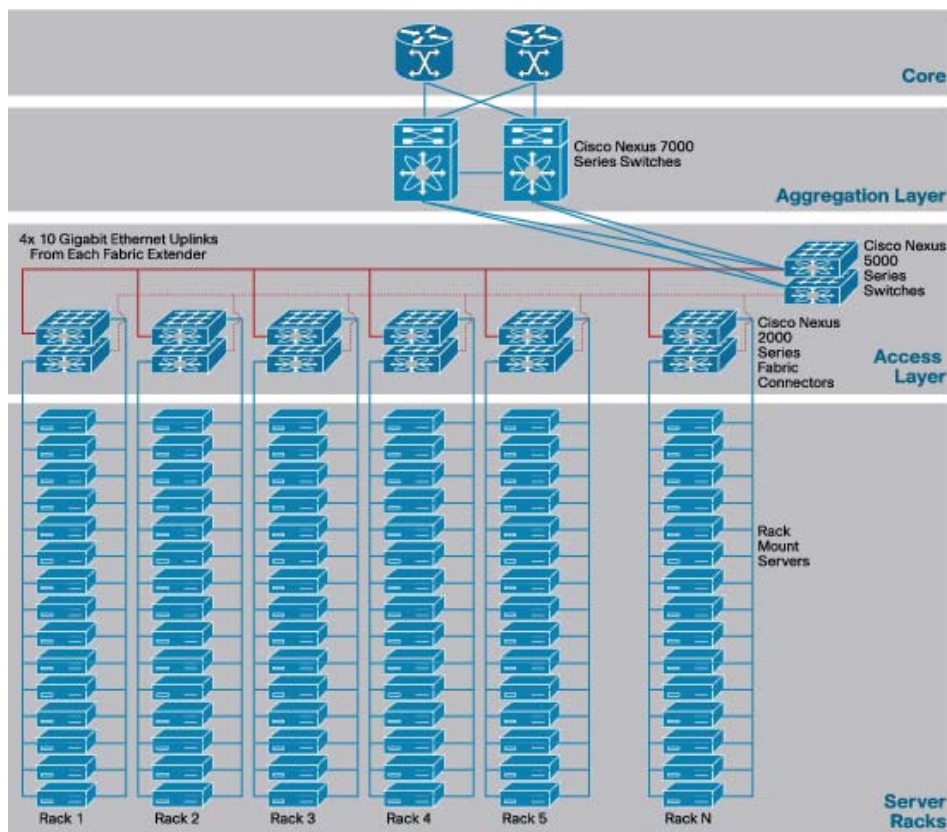 Core
Cisco Nexus 7000
Series Switches
Aggregation Layer
4x 10 Gigabit Ethernet Uplinks
From Each Fabric Extender
Cisco Nexus
5000
Series
Switches
Cisco Nexus
2000
Series
Fabric
Connectors
Access
Layer
Rack
Mount
Servers
Rack 1
Rack 2
Rack 3
Rack 4
Rack 5
Rack N
Server
Racks